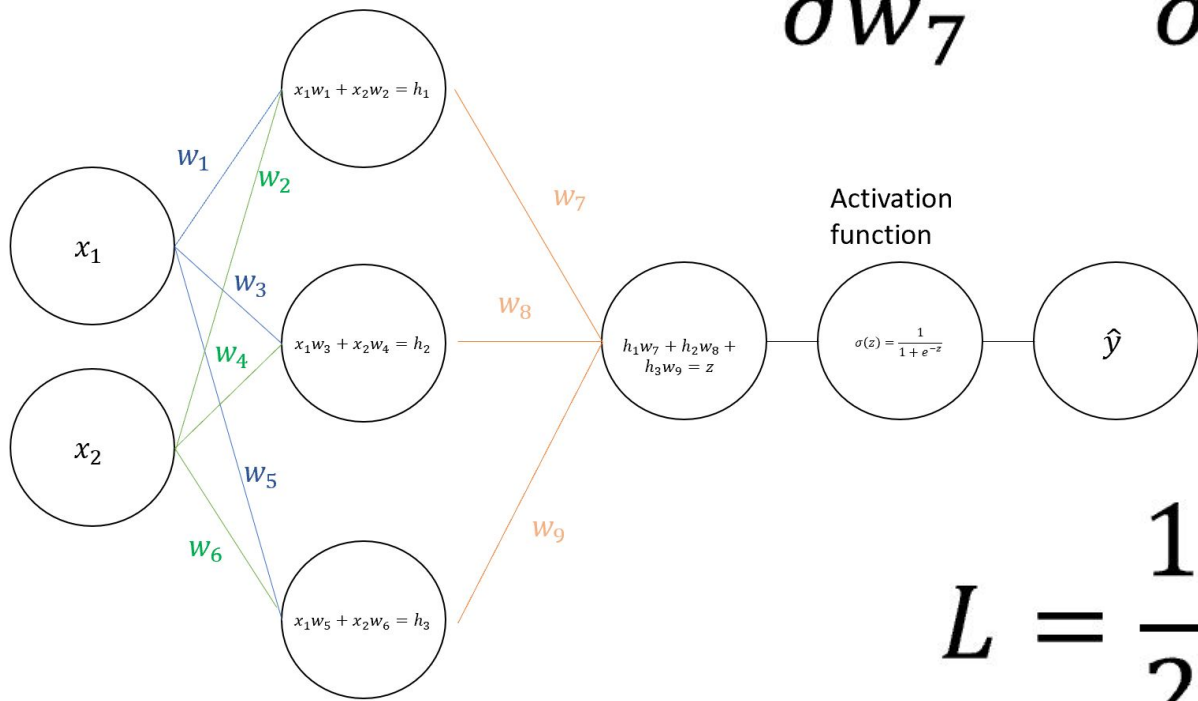 ∂w₇
x₁w₁ + x₂w₂ = h₁
w₁
w₂
w₇
Activation
function
x₁
w₃
w₈
x₁w₃ + x₂w₄ = h₂
w₄
h₁w₇ + h₂w₈ +
h₃w₉ = z
σ(z) = 1 / (1 + e⁻ᶻ)
ŷ
x₂
w₅
w₆
w₉
x₁w₅ + x₂w₆ = h₃
L = 1/2